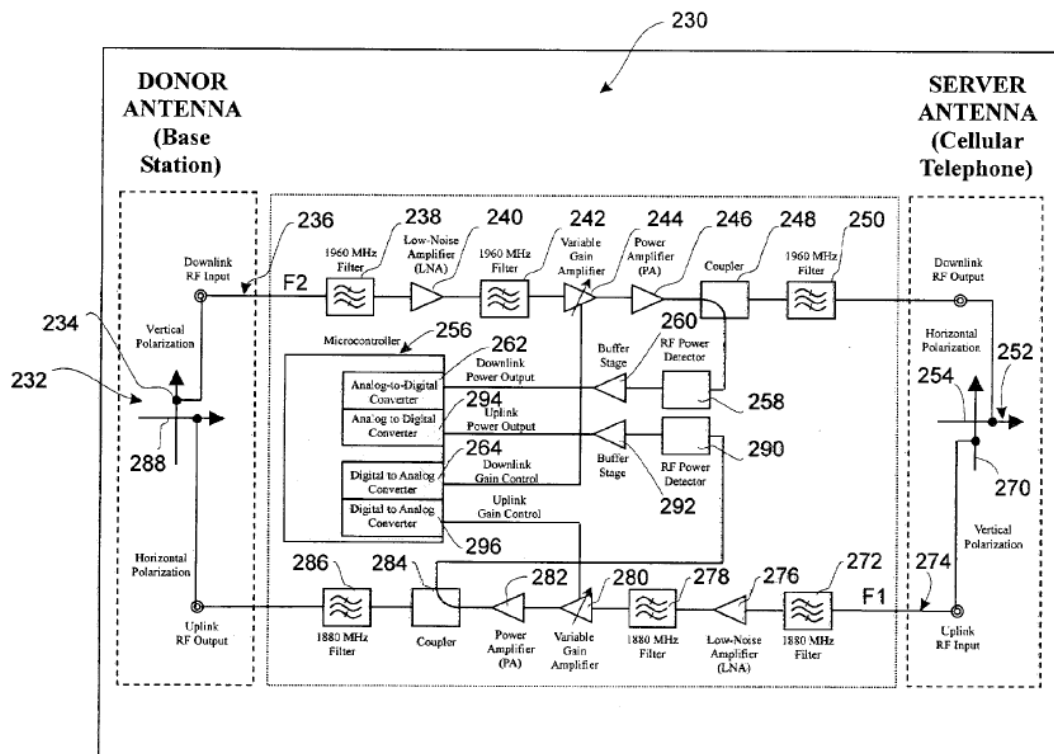 230
DONOR
ANTENNA
(Base
Station)
SERVER
ANTENNA
(Cellular
Telephone)
236
238
240
242
244
246
248
250
Downlink
RF Input
F2
1960 MHz
Filter
Low-Noise
Amplifier
(LNA)
1960 MHz
Filter
Variable
Gain
Amplifier
Power
Amplifier
(PA)
Coupler
1960 MHz
Filter
Downlink
RF Output
234
Vertical
Polarization
232
288
Microcontroller
256
262
Downlink
Power Output
260
Buffer
Stage
RF Power
Detector
258
Analog-to-Digital
Converter
294
Analog to Digital
Converter
Uplink
Power Output
290
Buffer
Stage
RF Power
Detector
292
264
Digital to Analog
Converter
Downlink
Gain Control
Digital to Analog
Converter
Uplink
Gain Control
296
Horizontal
Polarization
254
252
270
Vertical
Polarization
Horizontal
Polarization
286
284
282
280
278
276
272
274
F1
Uplink
RF Output
1880 MHz
Filter
Coupler
Power
Amplifier
(PA)
Variable
Gain
Amplifier
1880 MHz
Filter
Low-Noise
Amplifier
(LNA)
1880 MHz
Filter
Uplink
RF Input